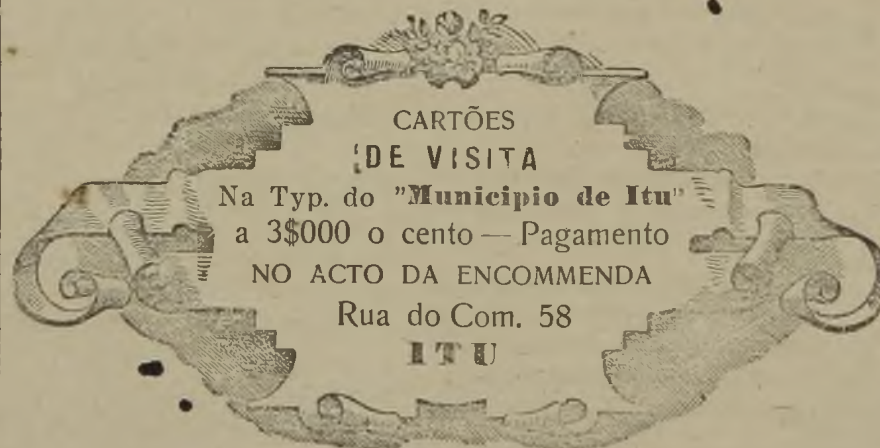 CARTÕES
DE VISITA
Na Typ. do "Municipio de Itu"
a 3$000 o cento — Pagamento
NO ACTO DA ENCOMMENDA
Rua do Com. 58
ITU